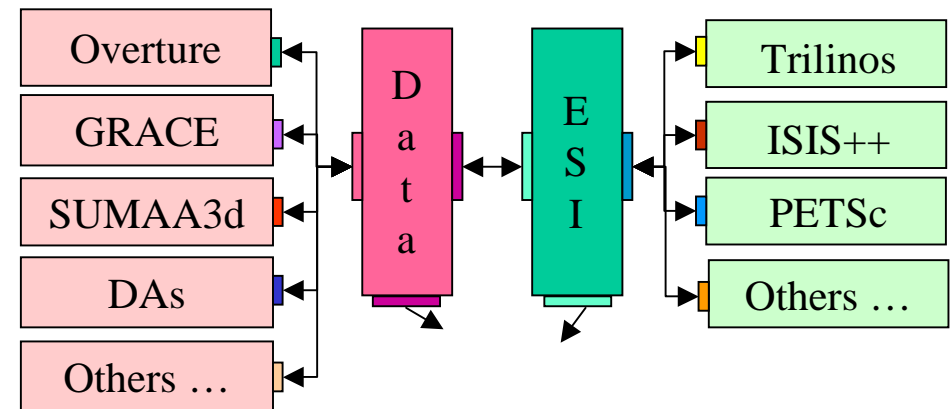 Overture
GRACE
SUMAA3d
DAs
Others …
D
a
t
a
E
S
I
Trilinos
ISIS++
PETSc
Others …